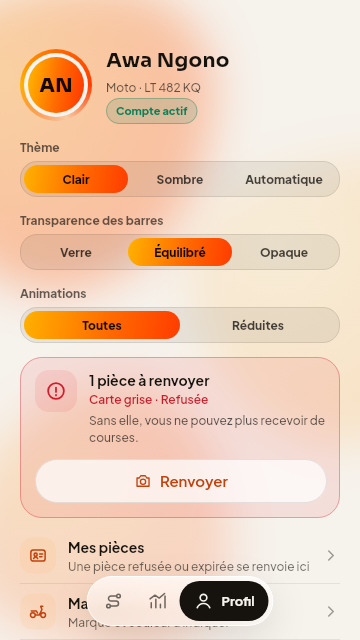 AN
Awa Ngono
Moto · LT 482 KQ
Compte actif
Thème
Clair
Sombre
Automatique
Transparence des barres
Verre
Équilibré
Opaque
Animations
Toutes
Réduites
1 pièce à renvoyer
Carte grise · Refusée
Sans elle, vous ne pouvez plus recevoir de
courses.
Renvoyer
Mes pièces
Une pièce refusée ou expirée se renvoie ici
Profil